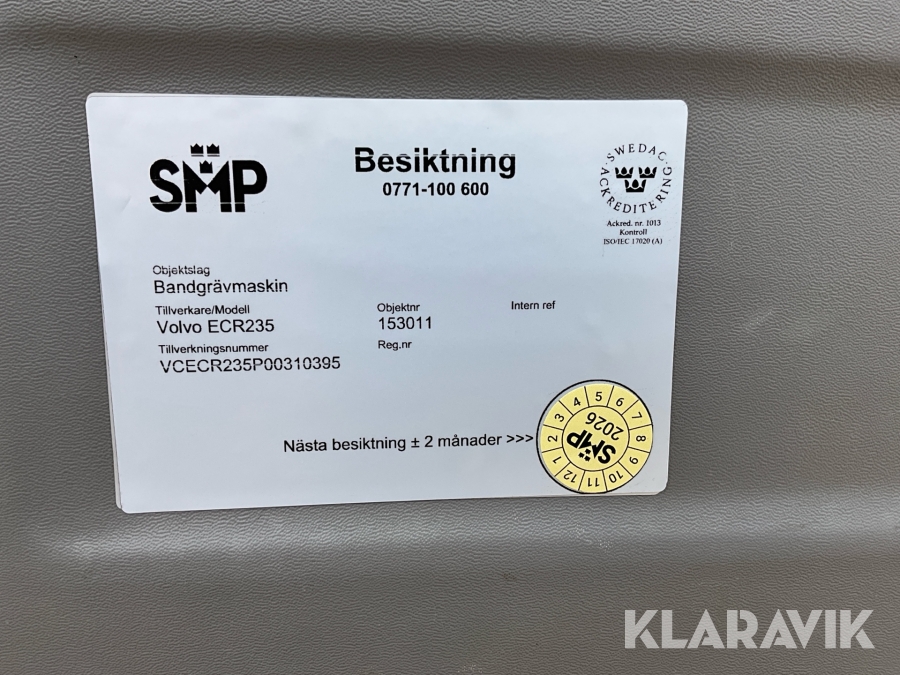 SMP
Besiktning
0771-100 600
SWEDAC
ACKREDITERING
Ackred. nr. 1013
Kontroll
ISO/IEC 17020 (A)
Objektslag
Bandgrävmaskin
Tillverkare/Modell
Volvo ECR235
Objektnr
153011
Intern ref
Tillverkningsnummer
VCECR235P00310395
Reg.nr
Nästa besiktning ± 2 månader >>>
1 2 3 4 5 6 7 8 9 10 11 12
2026
SMP
KLARAVIK